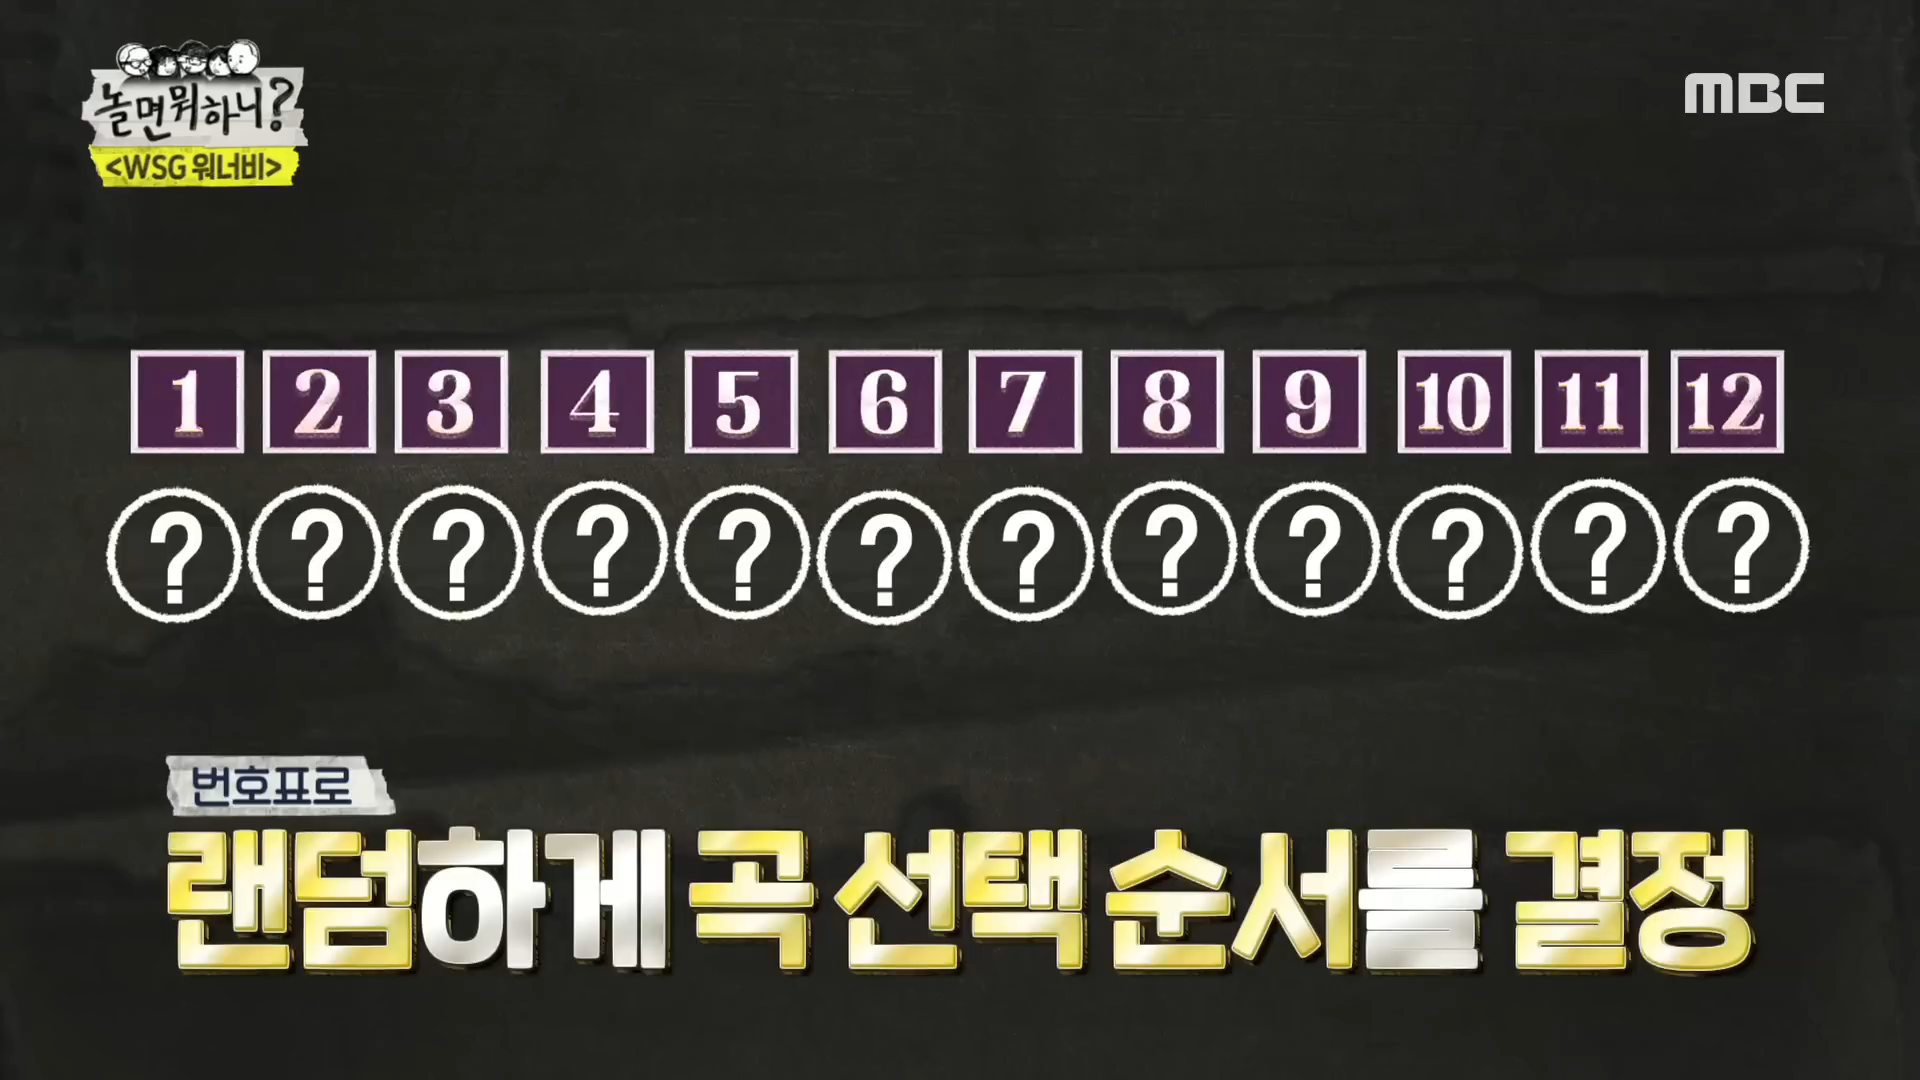 놀면 뭐하니?
<WSG 워너비>
MBC
1 2 3 4 5 6 7 8 9 10 11 12
? ? ? ? ? ? ? ? ? ? ? ?
번호표로
랜덤하게 곡 선택 순서를 결정